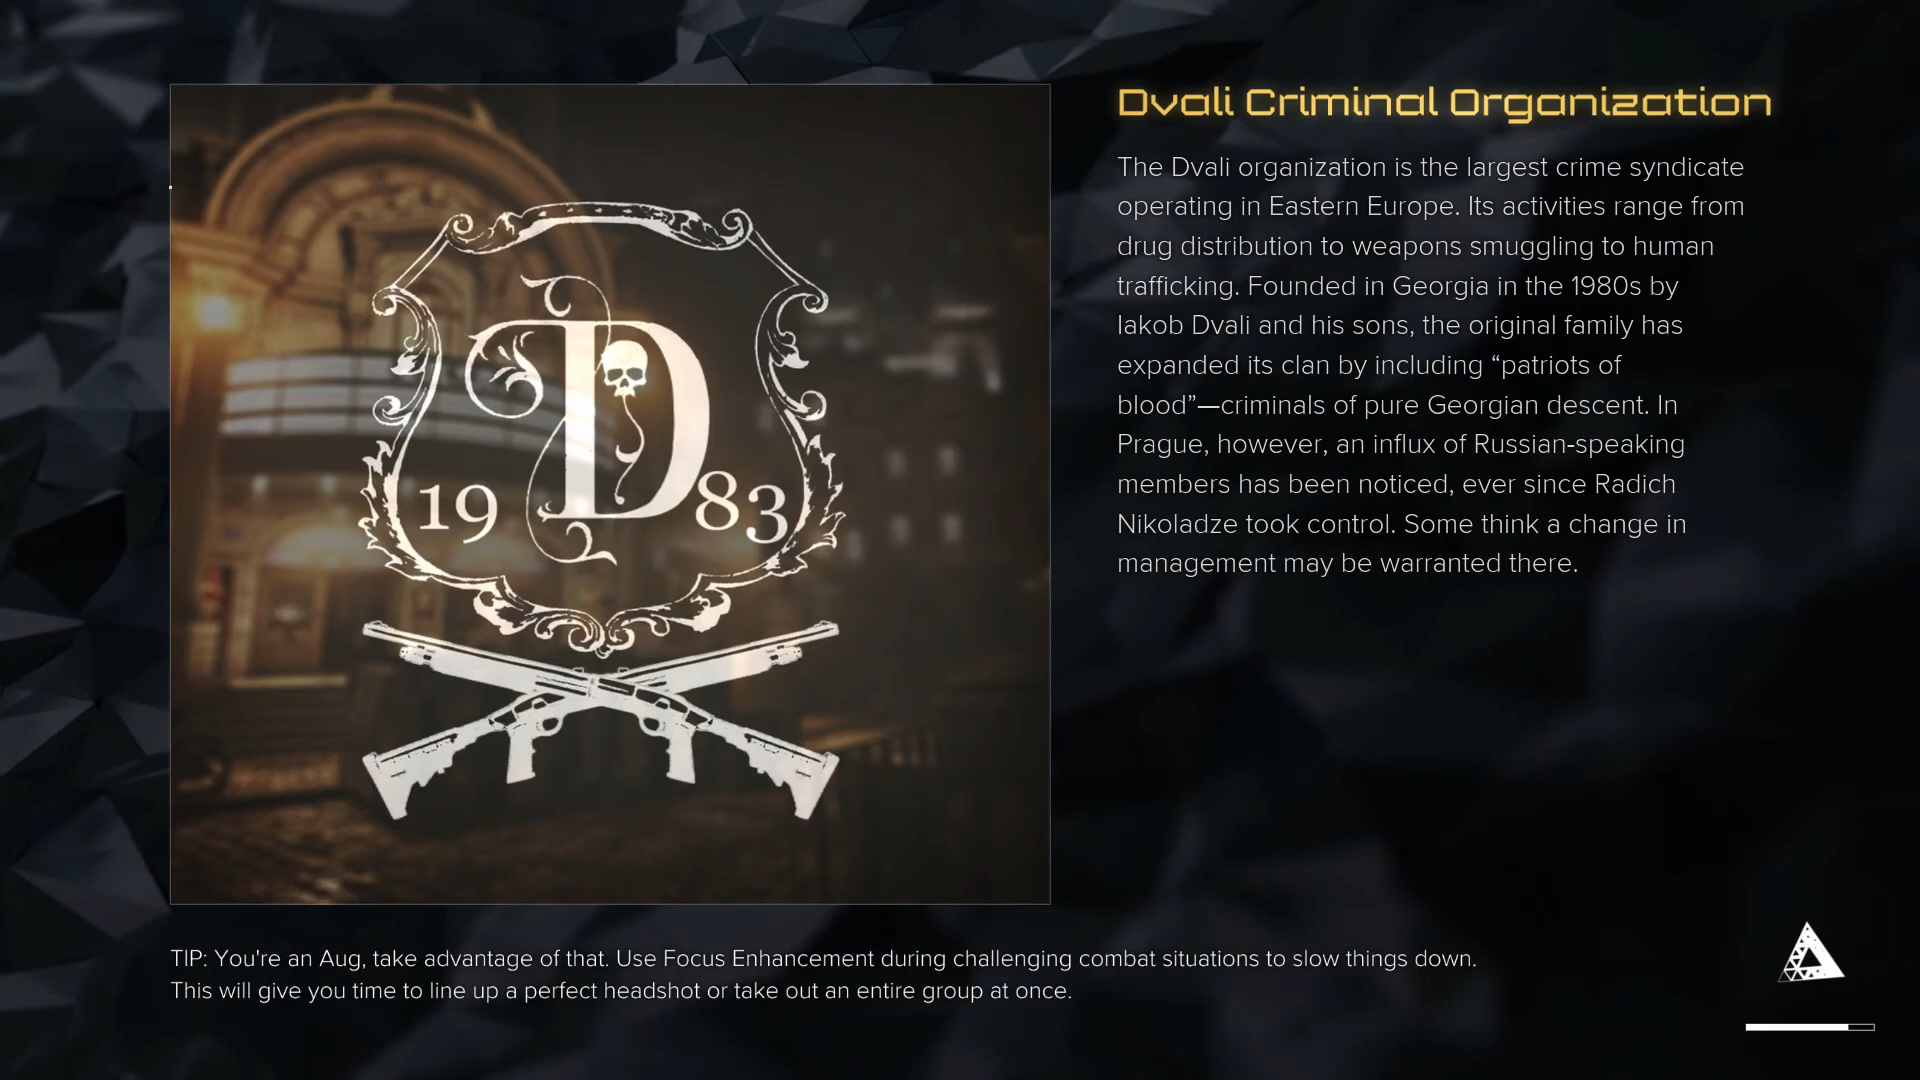 Dvali Criminal Organization
The Dvali organization is the largest crime syndicate
operating in Eastern Europe. Its activities range from
drug distribution to weapons smuggling to human
trafficking. Founded in Georgia in the 1980s by
Iakob Dvali and his sons, the original family has
expanded its clan by including “patriots of
blood”—criminals of pure Georgian descent. In
Prague, however, an influx of Russian-speaking
members has been noticed, ever since Radich
Nikoladze took control. Some think a change in
management may be warranted there.
D
19 83
TIP: You're an Aug, take advantage of that. Use Focus Enhancement during challenging combat situations to slow things down.
This will give you time to line up a perfect headshot or take out an entire group at once.